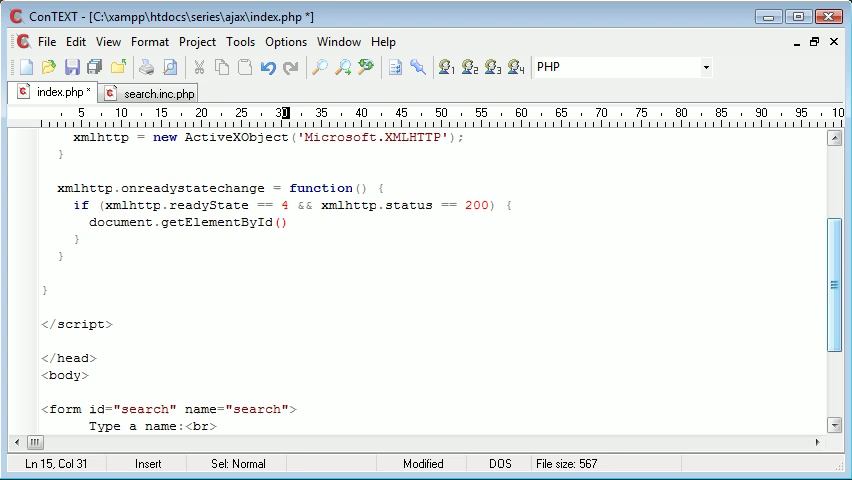 ConTEXT - [C:\xampp\htdocs\series\ajax\index.php *]
File Edit View Format Project Tools Options Window Help
1 2 3 4 PHP
index.php * search.inc.php
5 10 15 20 25 30 35 40 45 50 55 60 65 70 75 80 85 90 95 10
xmlhttp = new ActiveXObject('Microsoft.XMLHTTP');
}
xmlhttp.onreadystatechange = function() {
if (xmlhttp.readyState == 4 && xmlhttp.status == 200) {
document.getElementById()
}
}
}
</script>
</head>
<body>
<form id="search" name="search">
Type a name:<br>
Ln 15, Col 31 Insert Sel: Normal Modified DOS File size: 567